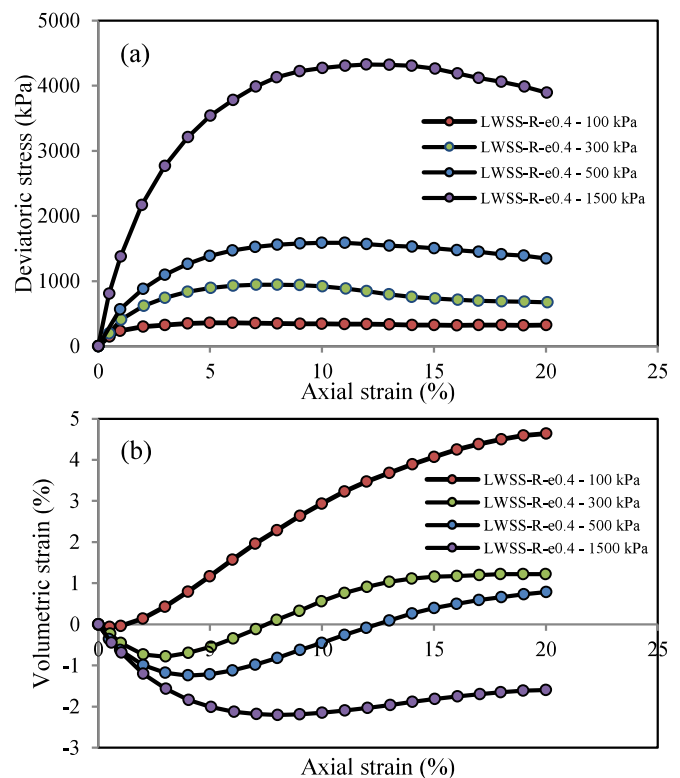 5000
4000
3000
2000
1000
0
Deviatoric stress (kPa)
(a)
LWSS-R-e0.4 - 100 kPa
LWSS-R-e0.4 - 300 kPa
LWSS-R-e0.4 - 500 kPa
LWSS-R-e0.4 - 1500 kPa
0 5 10 15 20 25
Axial strain (%)
5
4
3
2
1
0
-1
-2
-3
Volumetric strain (%)
(b)
LWSS-R-e0.4 - 100 kPa
LWSS-R-e0.4 - 300 kPa
LWSS-R-e0.4 - 500 kPa
LWSS-R-e0.4 - 1500 kPa
0 5 10 15 20 25
Axial strain (%)